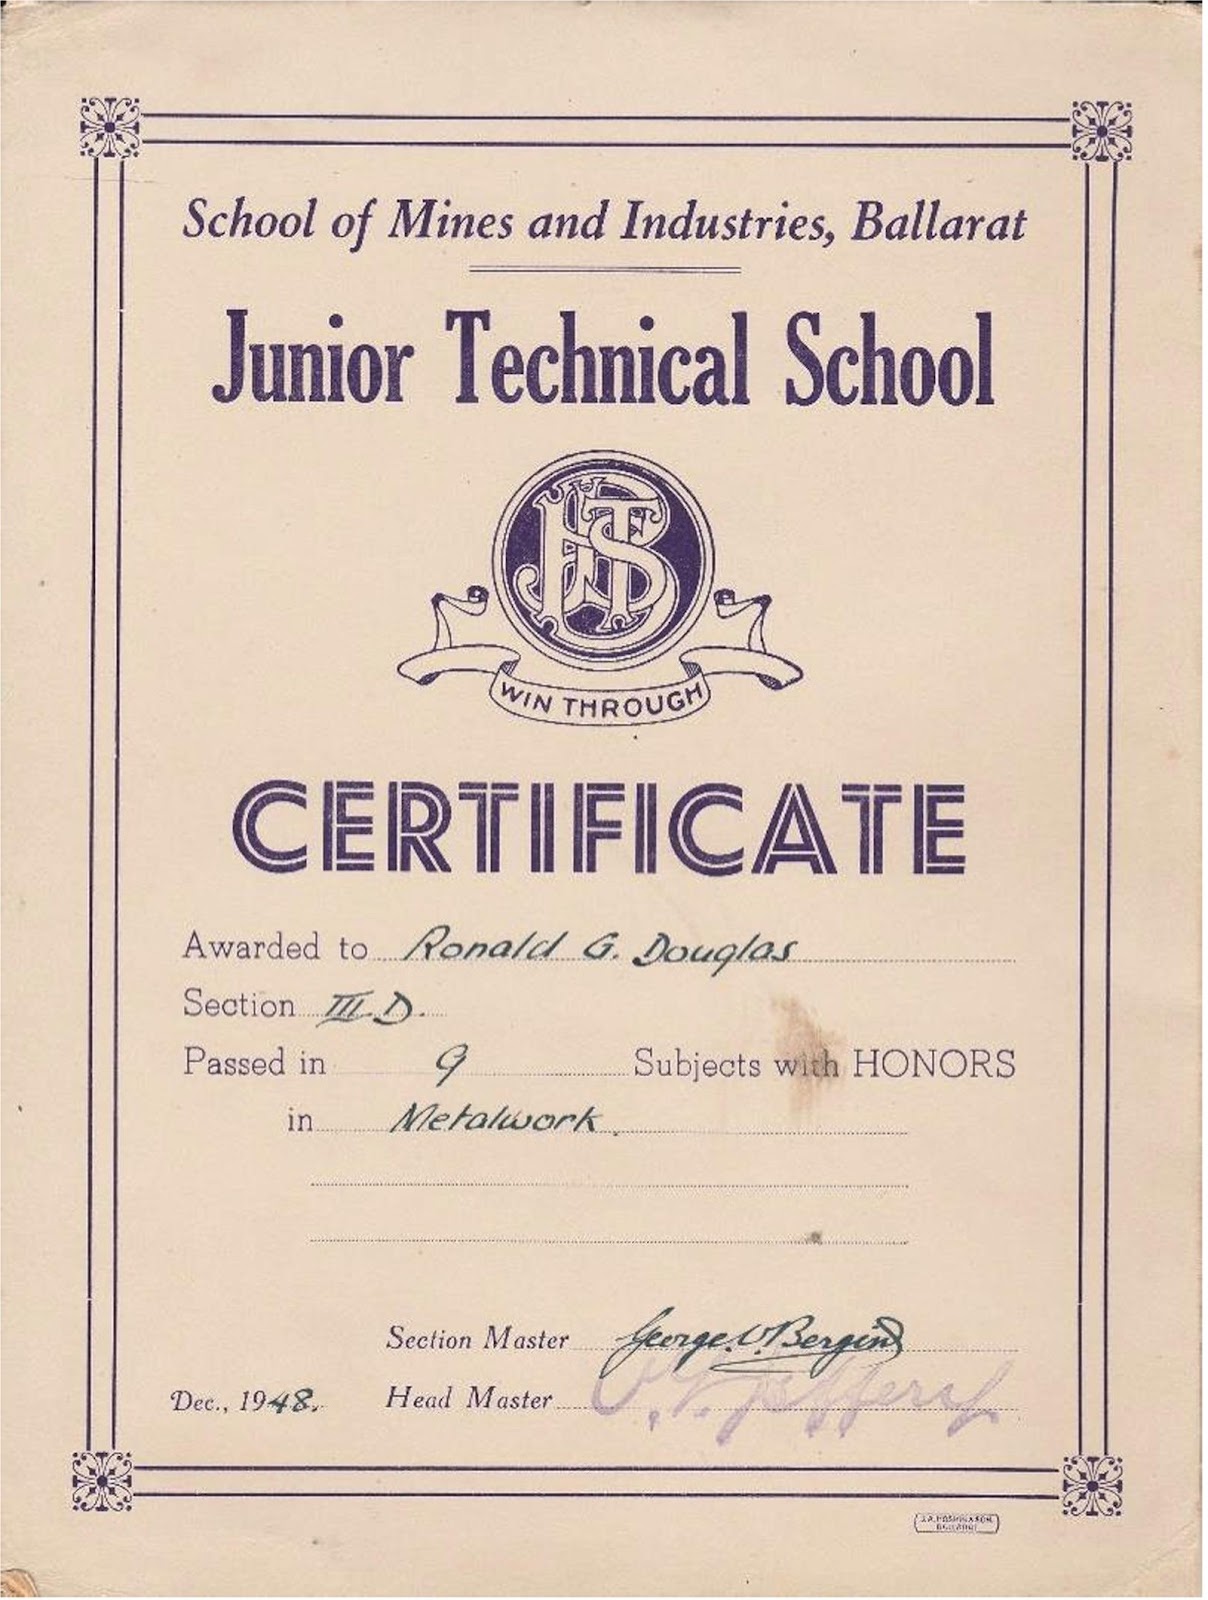 School of Mines and Industries, Ballarat
Junior Technical School
WIN THROUGH
CERTIFICATE
Awarded to Ronald G. Douglas
Section III.D.
Passed in 9 Subjects with HONORS
in Metalwork.
Section Master George.V.Bergin
Dec., 1948. Head Master
BALLARAT